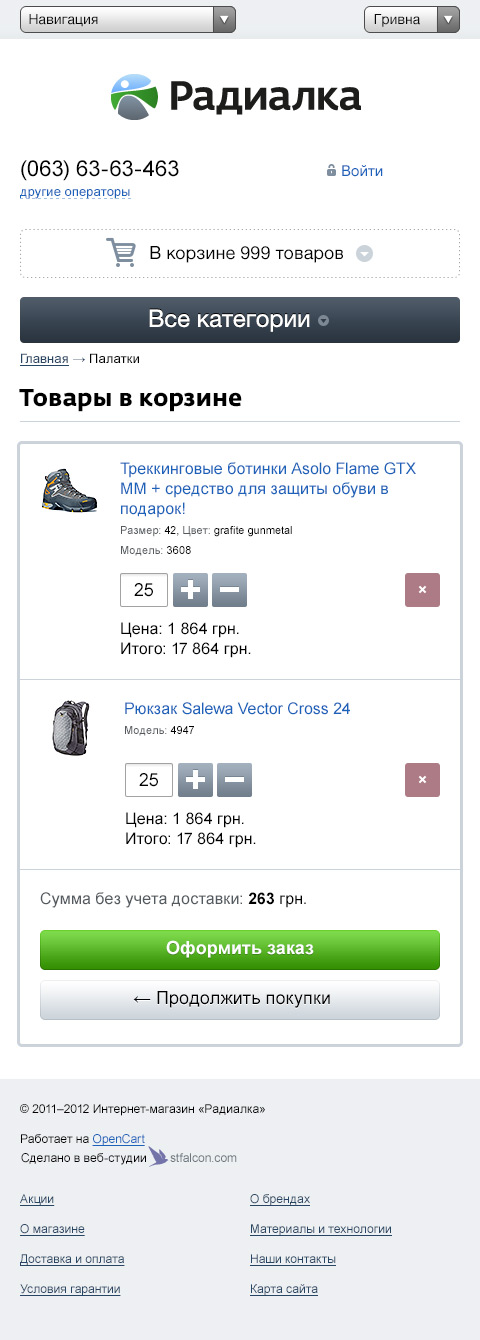 Навигация
Гривна
Радиалка
(063) 63-63-463
Войти
другие операторы
В корзине 999 товаров
Все категории
Главная → Палатки
Товары в корзине
Треккинговые ботинки Asolo Flame GTX
MM + средство для защиты обуви в
подарок!
Размер: 42, Цвет: grafite gunmetal
Модель: 3608
25
Цена: 1 864 грн.
Итого: 17 864 грн.
Рюкзак Salewa Vector Cross 24
Модель: 4947
25
Цена: 1 864 грн.
Итого: 17 864 грн.
Сумма без учета доставки: 263 грн.
Оформить заказ
← Продолжить покупки
© 2011–2012 Интернет-магазин «Радиалка»
Работает на OpenCart
Сделано в веб-студии stfalcon.com
Акции
О брендах
О магазине
Материалы и технологии
Доставка и оплата
Наши контакты
Условия гарантии
Карта сайта